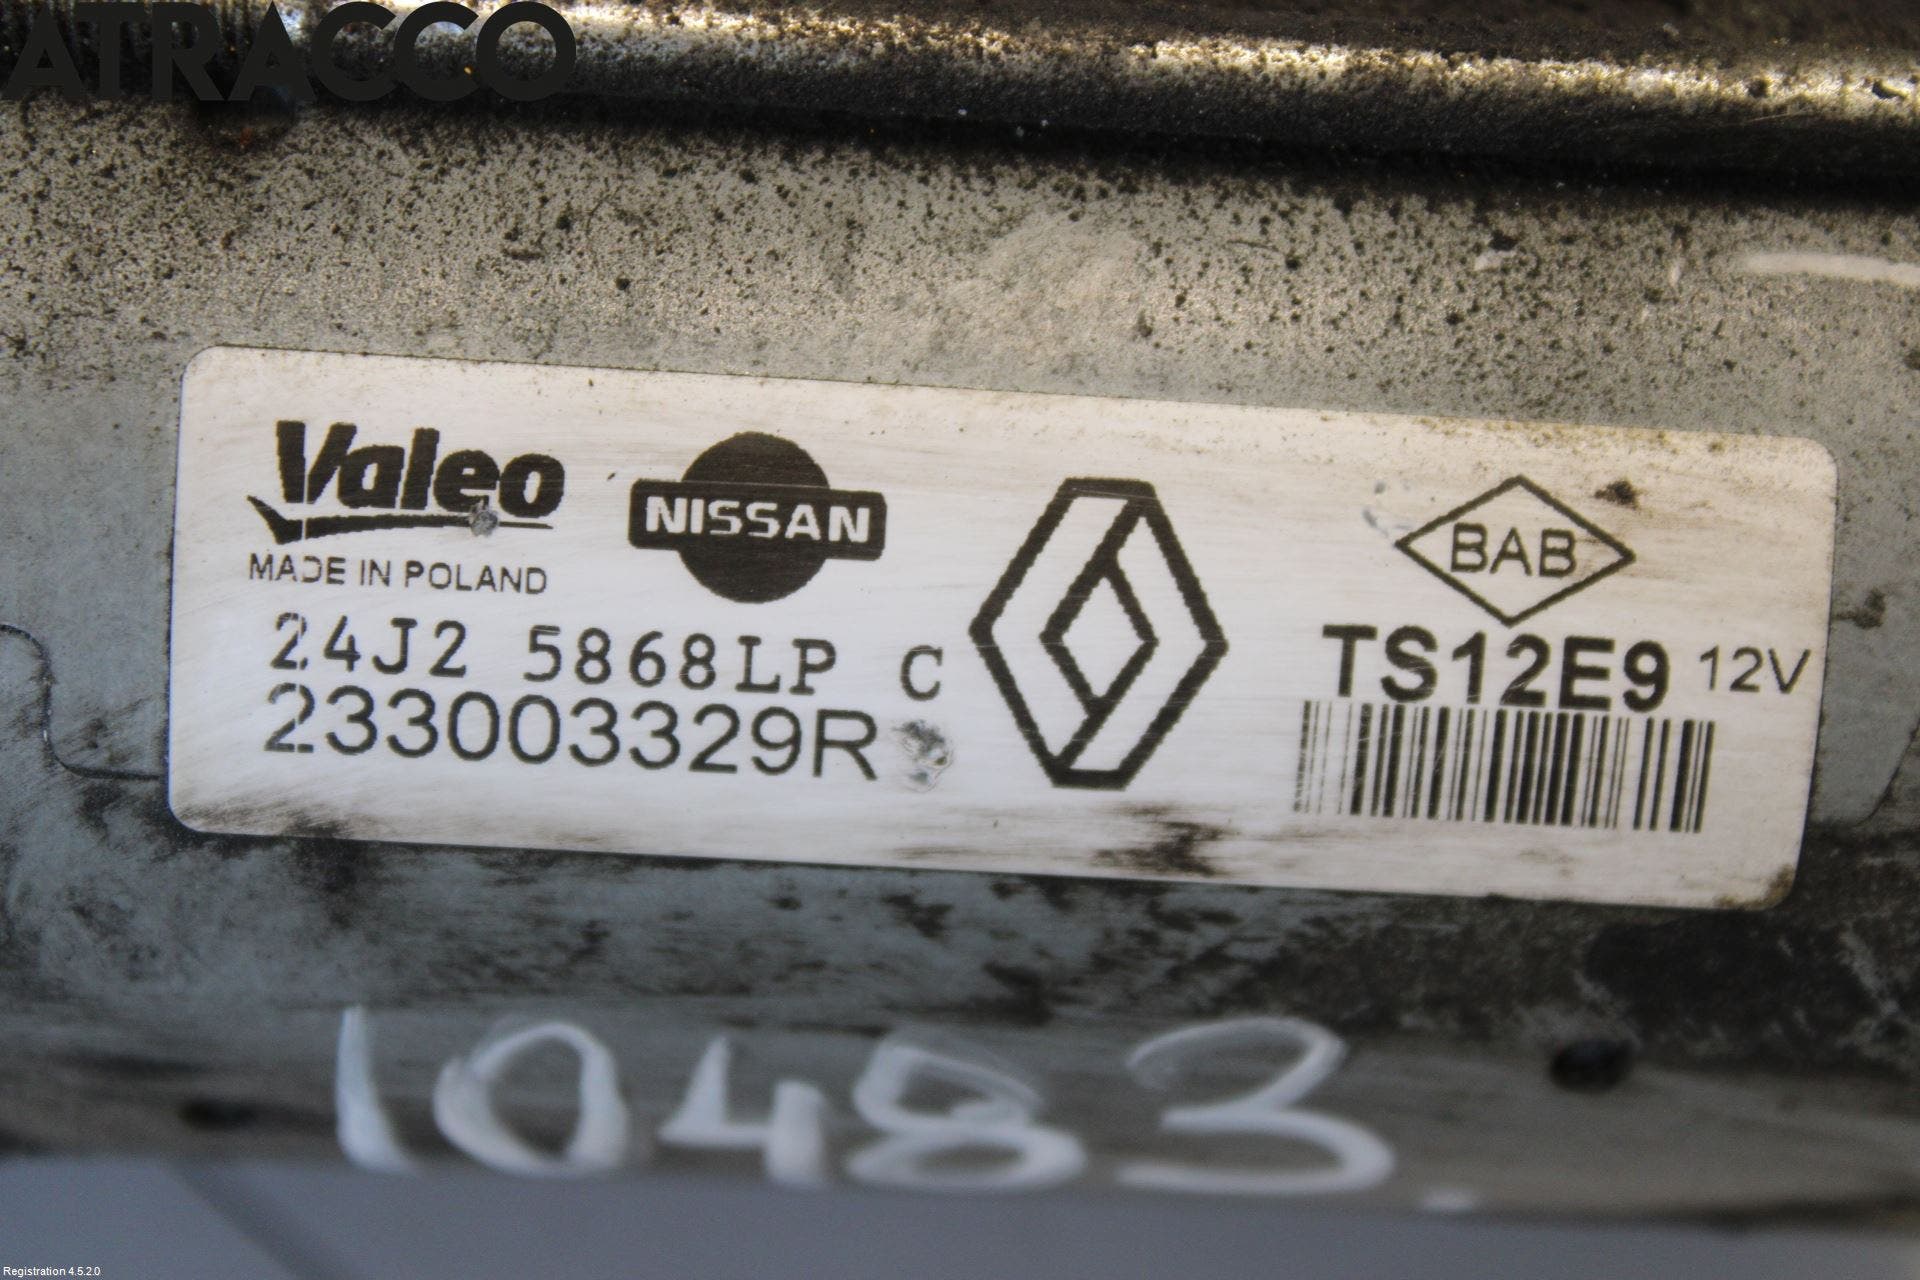 ATRACCO
Valeo NISSAN BAB
MADE IN POLAND
24J2 5868LP C TS12E9 12V
233003329R
10483.
Registration 4.5.2.0